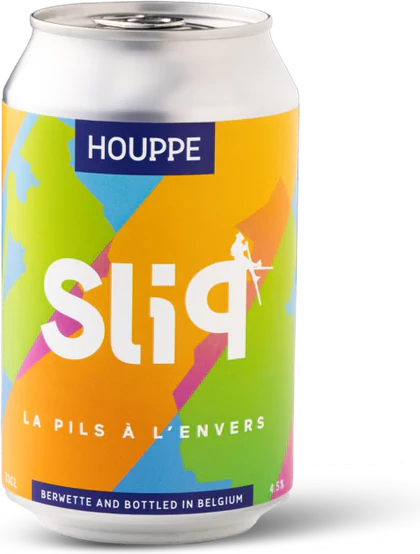 HOUPPE
Sliq
LA PILS À L'ENVERS
4.5%
BERWETTE AND BOTTLED IN BELGIUM